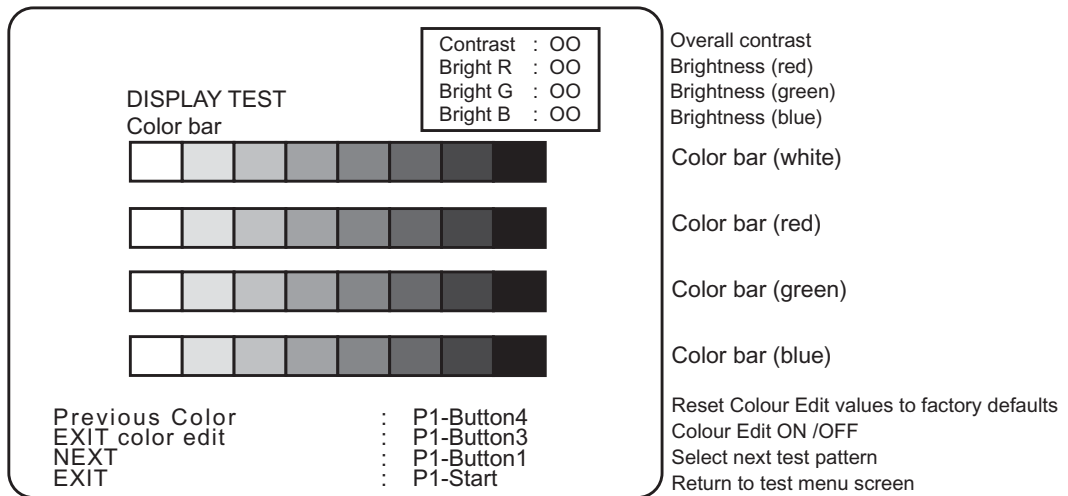 Contrast : OO Overall contrast
Bright R : OO Brightness (red)
Bright G : OO Brightness (green)
Bright B : OO Brightness (blue)
DISPLAY TEST
Color bar
Color bar (white)
Color bar (red)
Color bar (green)
Color bar (blue)
Previous Color : P1-Button4 Reset Colour Edit values to factory defaults
EXIT color edit : P1-Button3 Colour Edit ON /OFF
NEXT : P1-Button1 Select next test pattern
EXIT : P1-Start Return to test menu screen